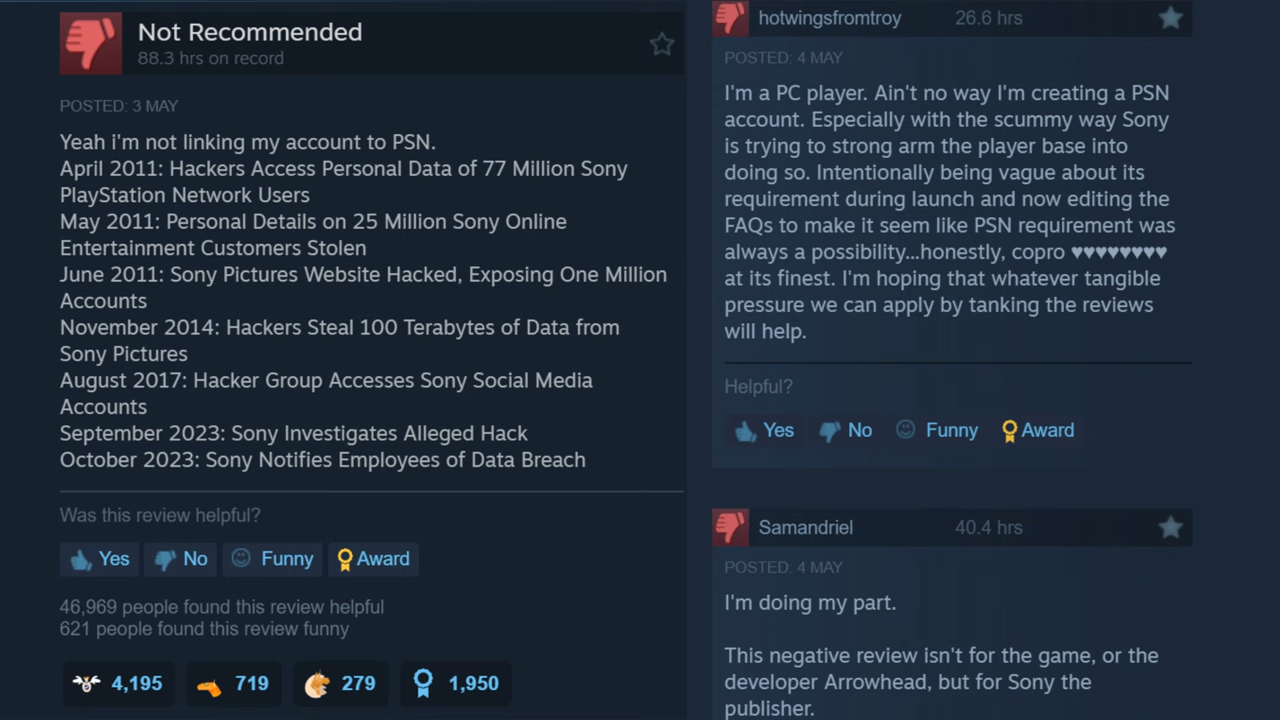 Not Recommended
88.3 hrs on record
POSTED: 3 MAY
Yeah i'm not linking my account to PSN.
April 2011: Hackers Access Personal Data of 77 Million Sony
PlayStation Network Users
May 2011: Personal Details on 25 Million Sony Online
Entertainment Customers Stolen
June 2011: Sony Pictures Website Hacked, Exposing One Million
Accounts
November 2014: Hackers Steal 100 Terabytes of Data from
Sony Pictures
August 2017: Hacker Group Accesses Sony Social Media
Accounts
September 2023: Sony Investigates Alleged Hack
October 2023: Sony Notifies Employees of Data Breach
Was this review helpful?
Yes No Funny Award
46,969 people found this review helpful
621 people found this review funny
4,195 719 279 1,950
hotwingsfromtroy 26.6 hrs
POSTED: 4 MAY
I'm a PC player. Ain't no way I'm creating a PSN
account. Especially with the scummy way Sony
is trying to strong arm the player base into
doing so. Intentionally being vague about its
requirement during launch and now editing the
FAQs to make it seem like PSN requirement was
always a possibility...honestly, copro ♥♥♥♥♥♥♥♥
at its finest. I'm hoping that whatever tangible
pressure we can apply by tanking the reviews
will help.
Helpful?
Yes No Funny Award
Samandriel 40.4 hrs
POSTED: 4 MAY
I'm doing my part.
This negative review isn't for the game, or the
developer Arrowhead, but for Sony the
publisher.